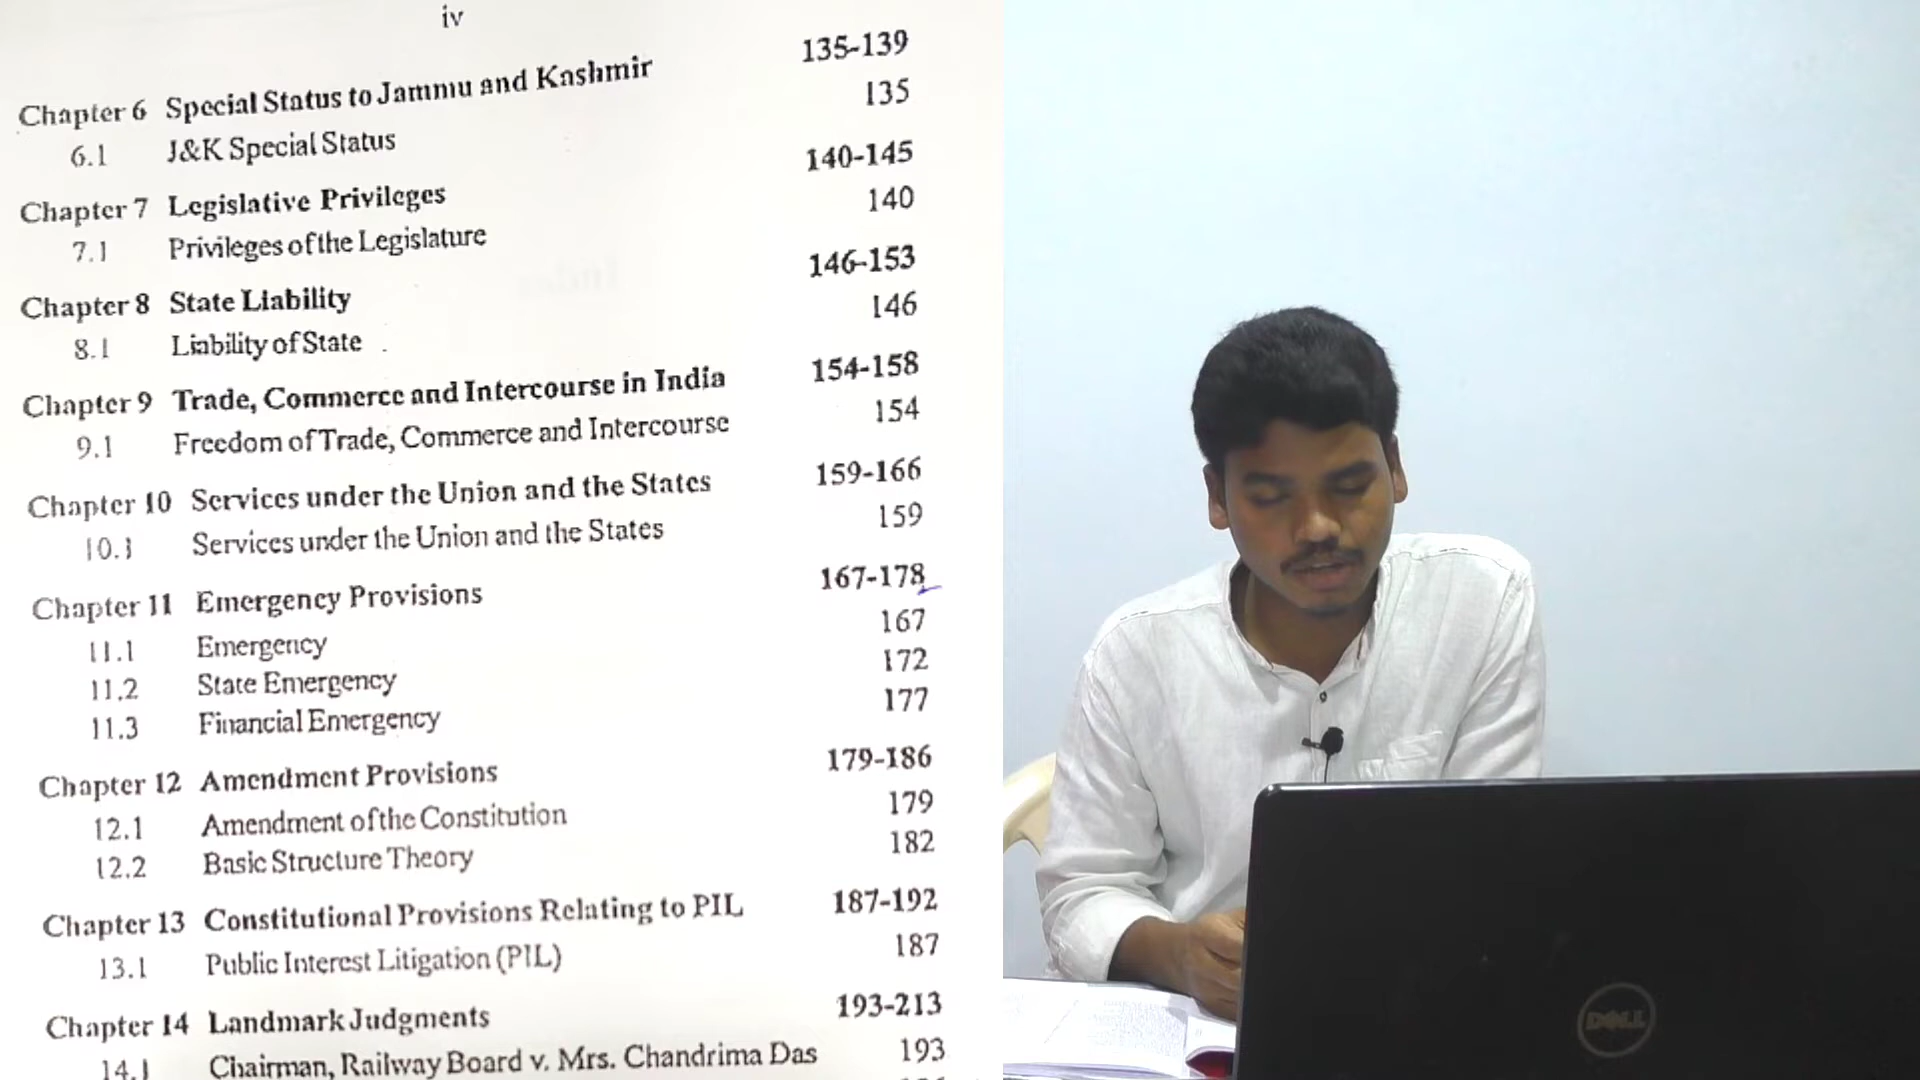 iv
Chapter 6 Special Status to Jammu and Kashmir 135-139
6.1 J&K Special Status 135
Chapter 7 Legislative Privileges 140-145
7.1 Privileges of the Legislature 140
Chapter 8 State Liability 146-153
8.1 Liability of State 146
Chapter 9 Trade, Commerce and Intercourse in India 154-158
9.1 Freedom of Trade, Commerce and Intercourse 154
Chapter 10 Services under the Union and the States 159-166
10.1 Services under the Union and the States 159
Chapter 11 Emergency Provisions 167-178
11.1 Emergency 167
11.2 State Emergency 172
11.3 Financial Emergency 177
Chapter 12 Amendment Provisions 179-186
12.1 Amendment of the Constitution 179
12.2 Basic Structure Theory 182
Chapter 13 Constitutional Provisions Relating to PIL 187-192
13.1 Public Interest Litigation (PIL) 187
Chapter 14 Landmark Judgments 193-213
14.1 Chairman, Railway Board v. Mrs. Chandrima Das 193
DELL